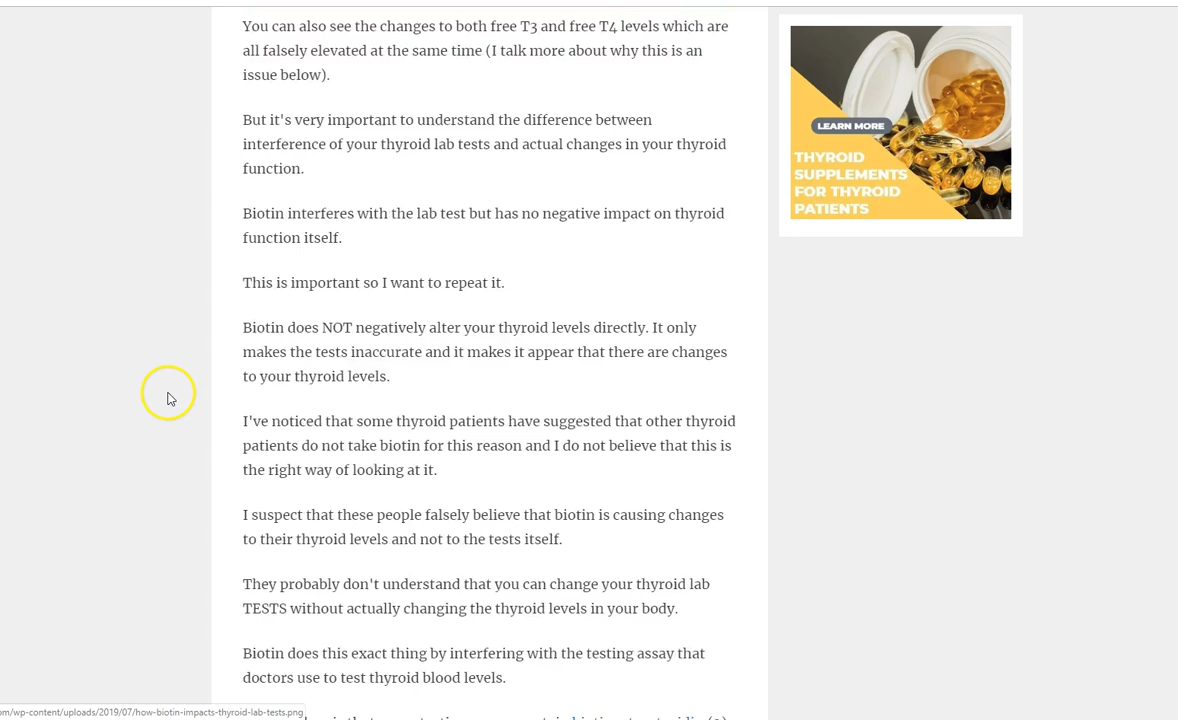 You can also see the changes to both free T3 and free T4 levels which are
all falsely elevated at the same time (I talk more about why this is an
issue below).
But it's very important to understand the difference between
interference of your thyroid lab tests and actual changes in your thyroid
function.
Biotin interferes with the lab test but has no negative impact on thyroid
function itself.
This is important so I want to repeat it.
Biotin does NOT negatively alter your thyroid levels directly. It only
makes the tests inaccurate and it makes it appear that there are changes
to your thyroid levels.
I've noticed that some thyroid patients have suggested that other thyroid
patients do not take biotin for this reason and I do not believe that this is
the right way of looking at it.
I suspect that these people falsely believe that biotin is causing changes
to their thyroid levels and not to the tests itself.
They probably don't understand that you can change your thyroid lab
TESTS without actually changing the thyroid levels in your body.
Biotin does this exact thing by interfering with the testing assay that
doctors use to test thyroid blood levels.
om/wp-content/uploads/2019/07/how-biotin-impacts-thyroid-lab-tests.png
LEARN MORE
THYROID
SUPPLEMENTS
FOR THYROID
PATIENTS